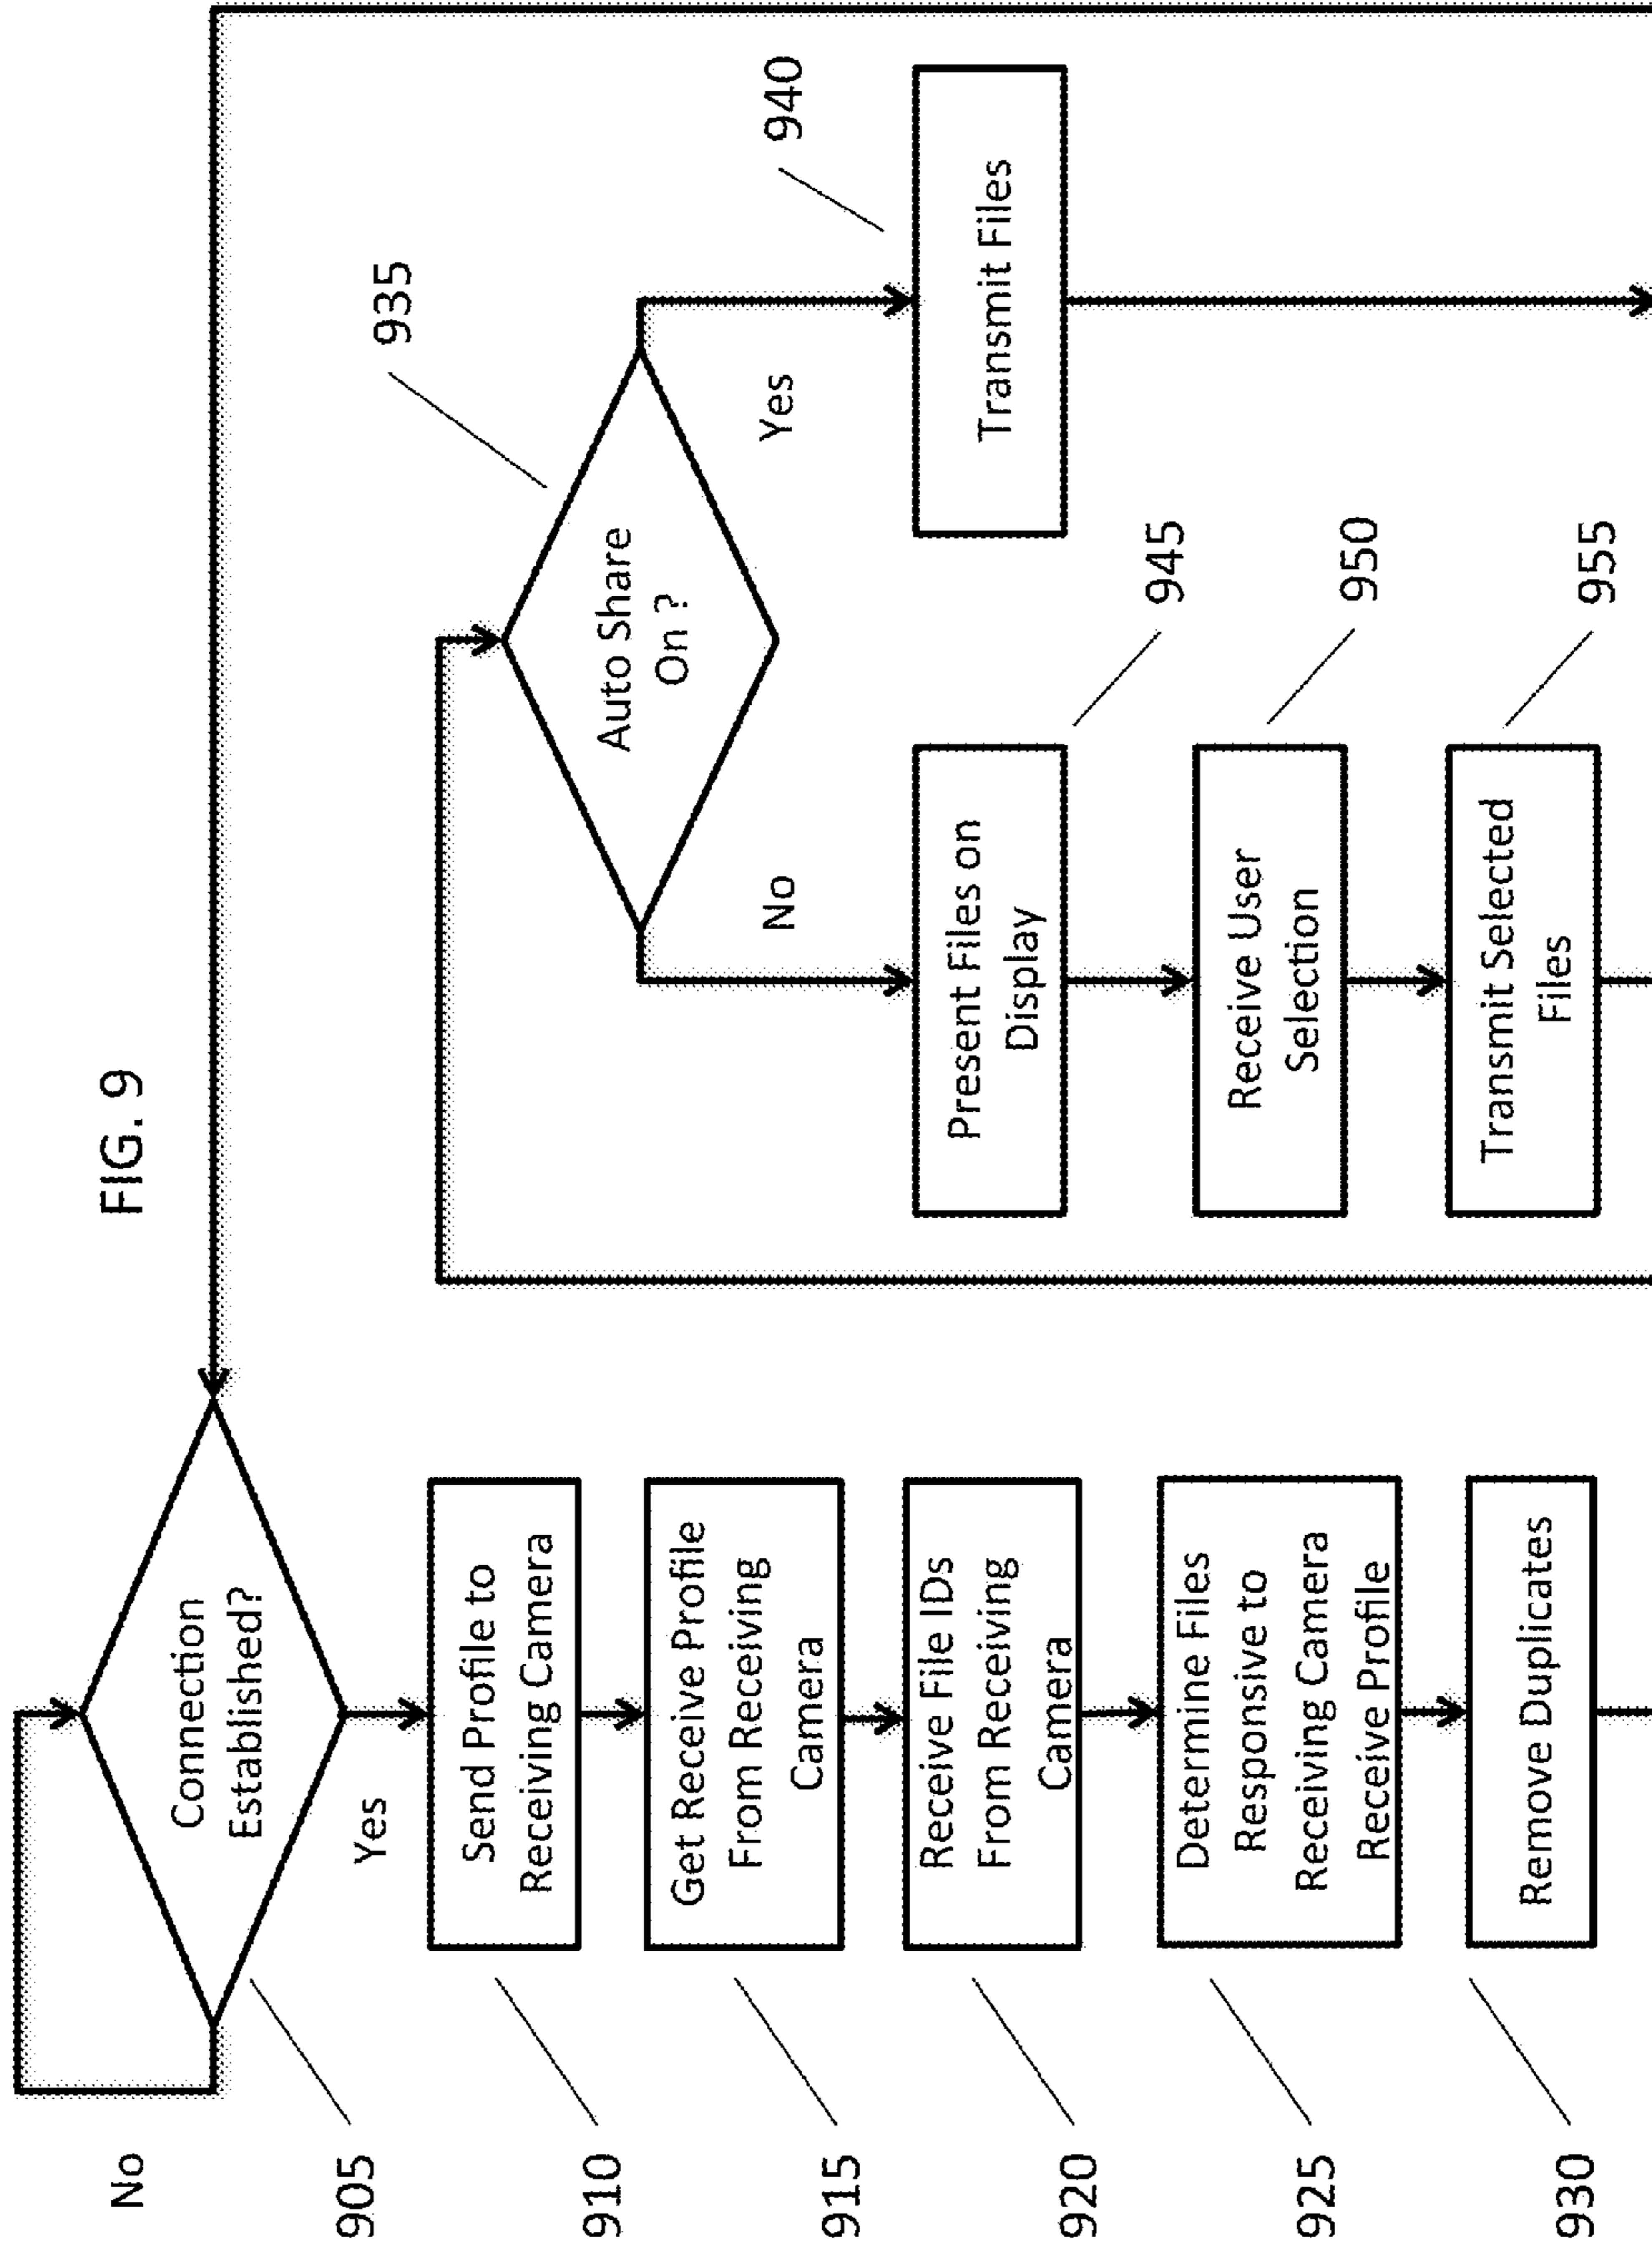 FIG. 9
No
Connection
Established?
905
Yes
Send Profile to
Receiving Camera
910
Get Receive Profile
From Receiving
Camera
915
Receive File IDs
From Receiving
Camera
920
Determine Files
Responsive to
Receiving Camera
Receive Profile
925
Remove Duplicates
930
Auto Share
On ?
935
No
Yes
Transmit Files
940
Present Files on
Display
945
Receive User
Selection
950
Transmit Selected
Files
955